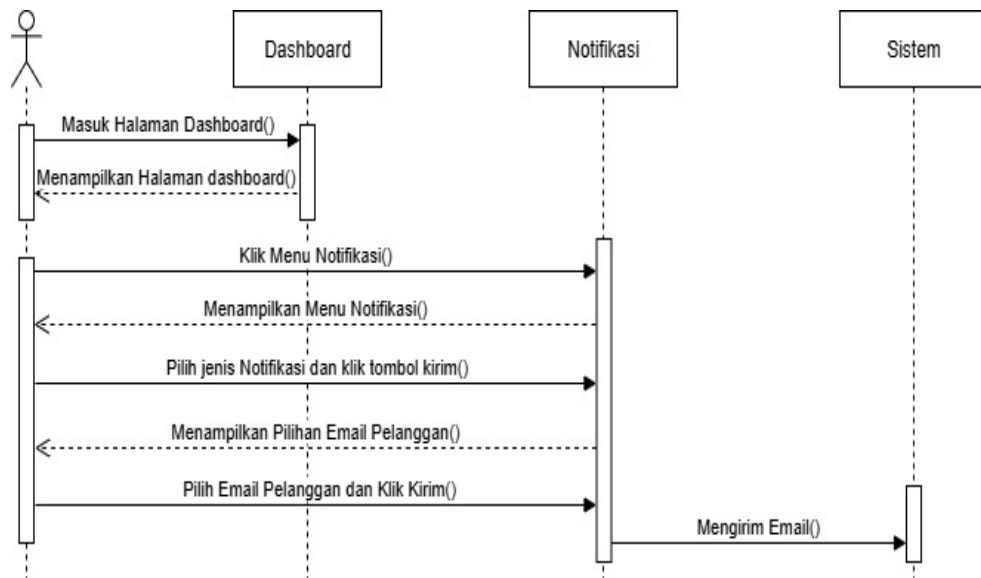 Dashboard
Notifikasi
Sistem
Masuk Halaman Dashboard()
Menampilkan Halaman dashboard()
Klik Menu Notifikasi()
Menampilkan Menu Notifikasi()
Pilih jenis Notifikasi dan klik tombol kirim()
Menampilkan Pilihan Email Pelanggan()
Pilih Email Pelanggan dan Klik Kirim()
Mengirim Email()